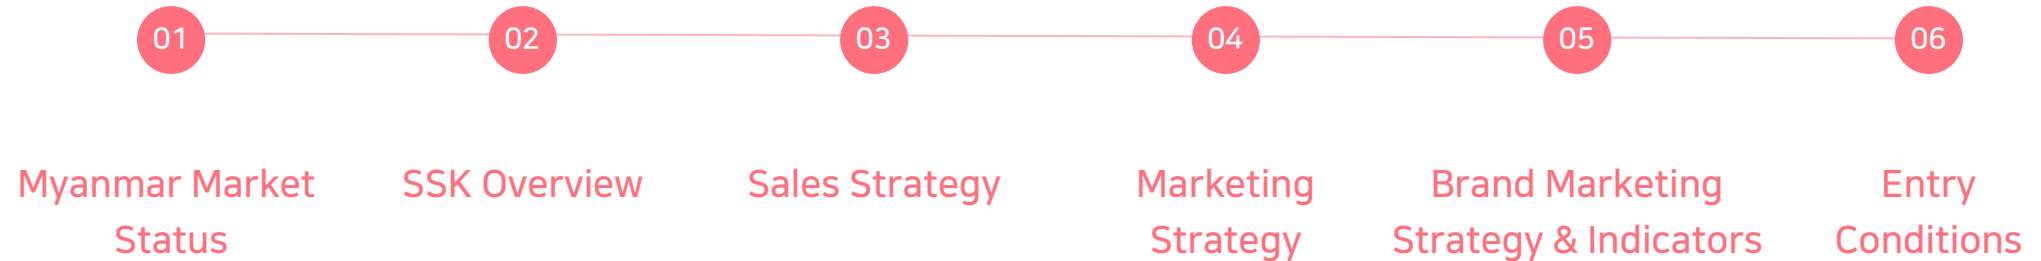 01
02
03
04
05
06
Myanmar Market
Status
SSK Overview
Sales Strategy
Marketing
Strategy
Brand Marketing
Strategy & Indicators
Entry
Conditions